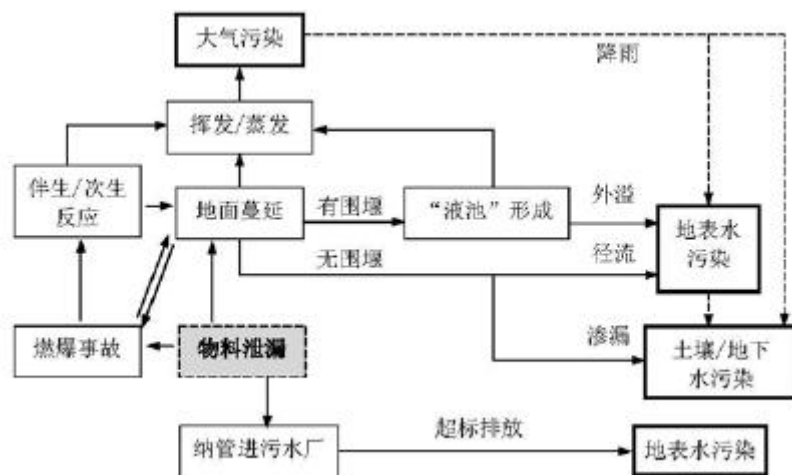 大气污染
降雨
挥发/蒸发
伴生/次生
反应
地面蔓延
有围堰
“液池”形成
外溢
地表水
污染
无围堰
径流
燃爆事故
物料泄漏
渗漏
土壤/地下
水污染
纳管进污水厂
超标排放
地表水污染